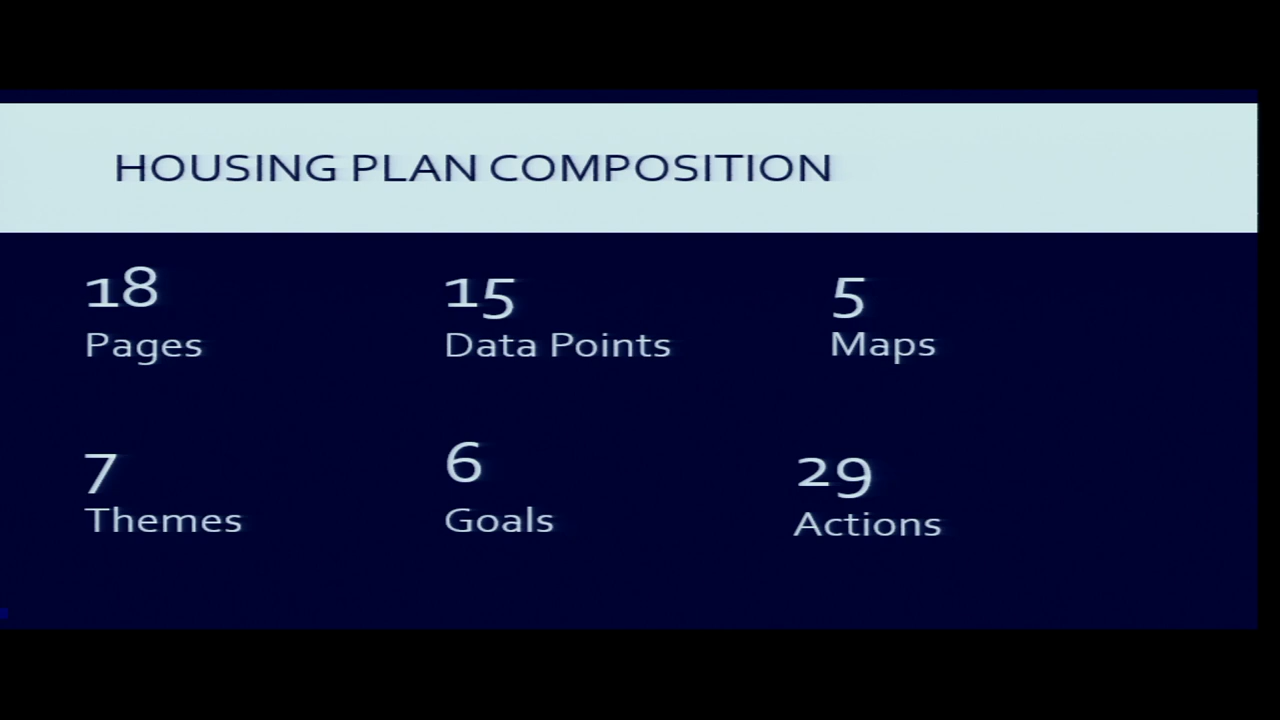 HOUSING PLAN COMPOSITION
18
Pages
15
Data Points
5
Maps
7
Themes
6
Goals
29
Actions